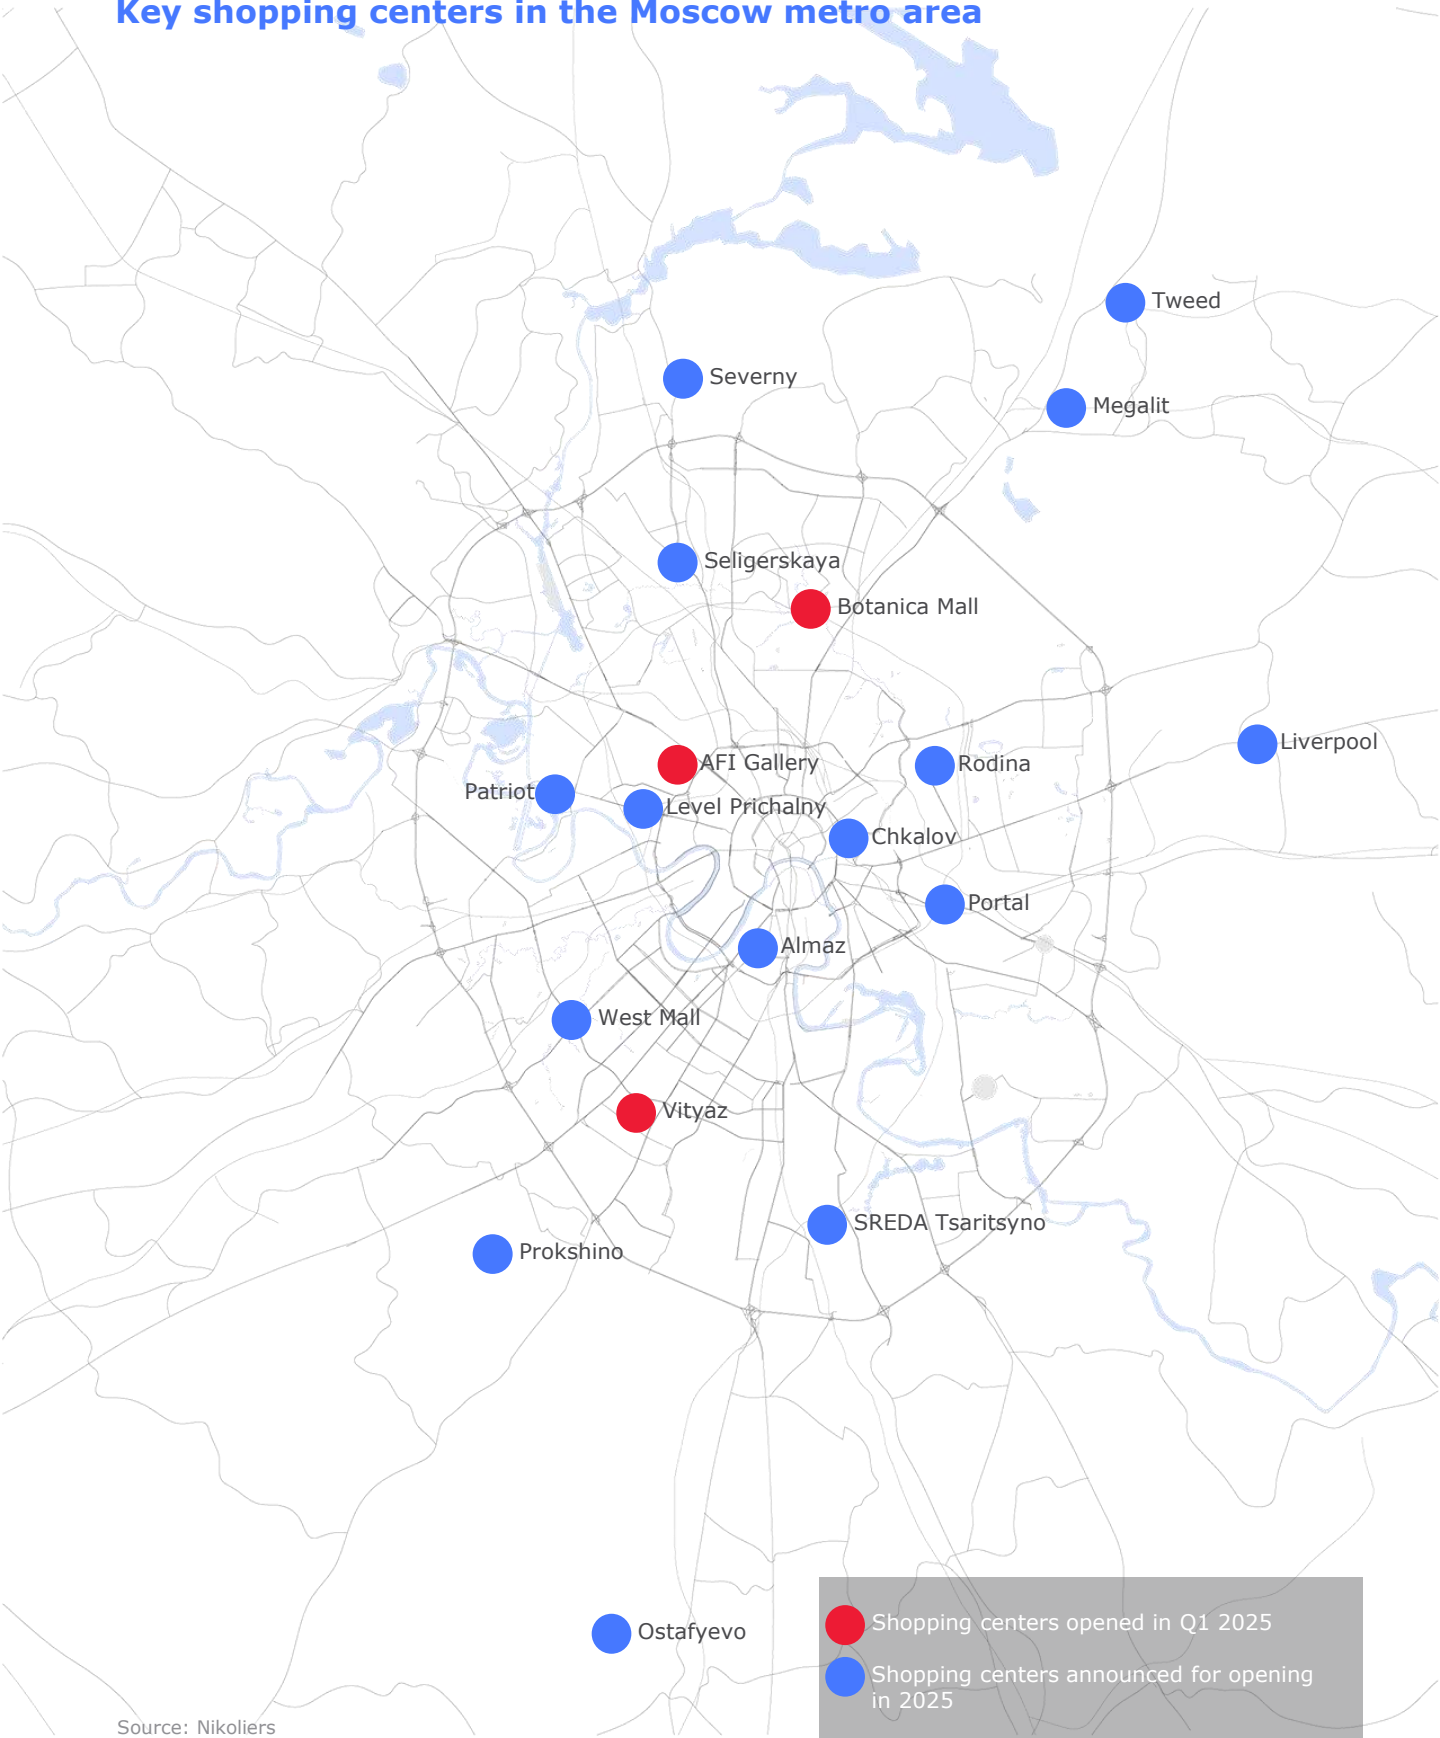 Key shopping centers in the Moscow metro area
Tweed
Severny
Megalit
Seligerskaya
Botanica Mall
Liverpool
AFI Gallery
Rodina
Patriot
Level Prichalny
Chkalov
Portal
Almaz
West Mall
Vityaz
SREDA Tsaritsyno
Prokshino
Ostafyevo
Shopping centers opened in Q1 2025
Shopping centers announced for opening
in 2025
Source: Nikoliers